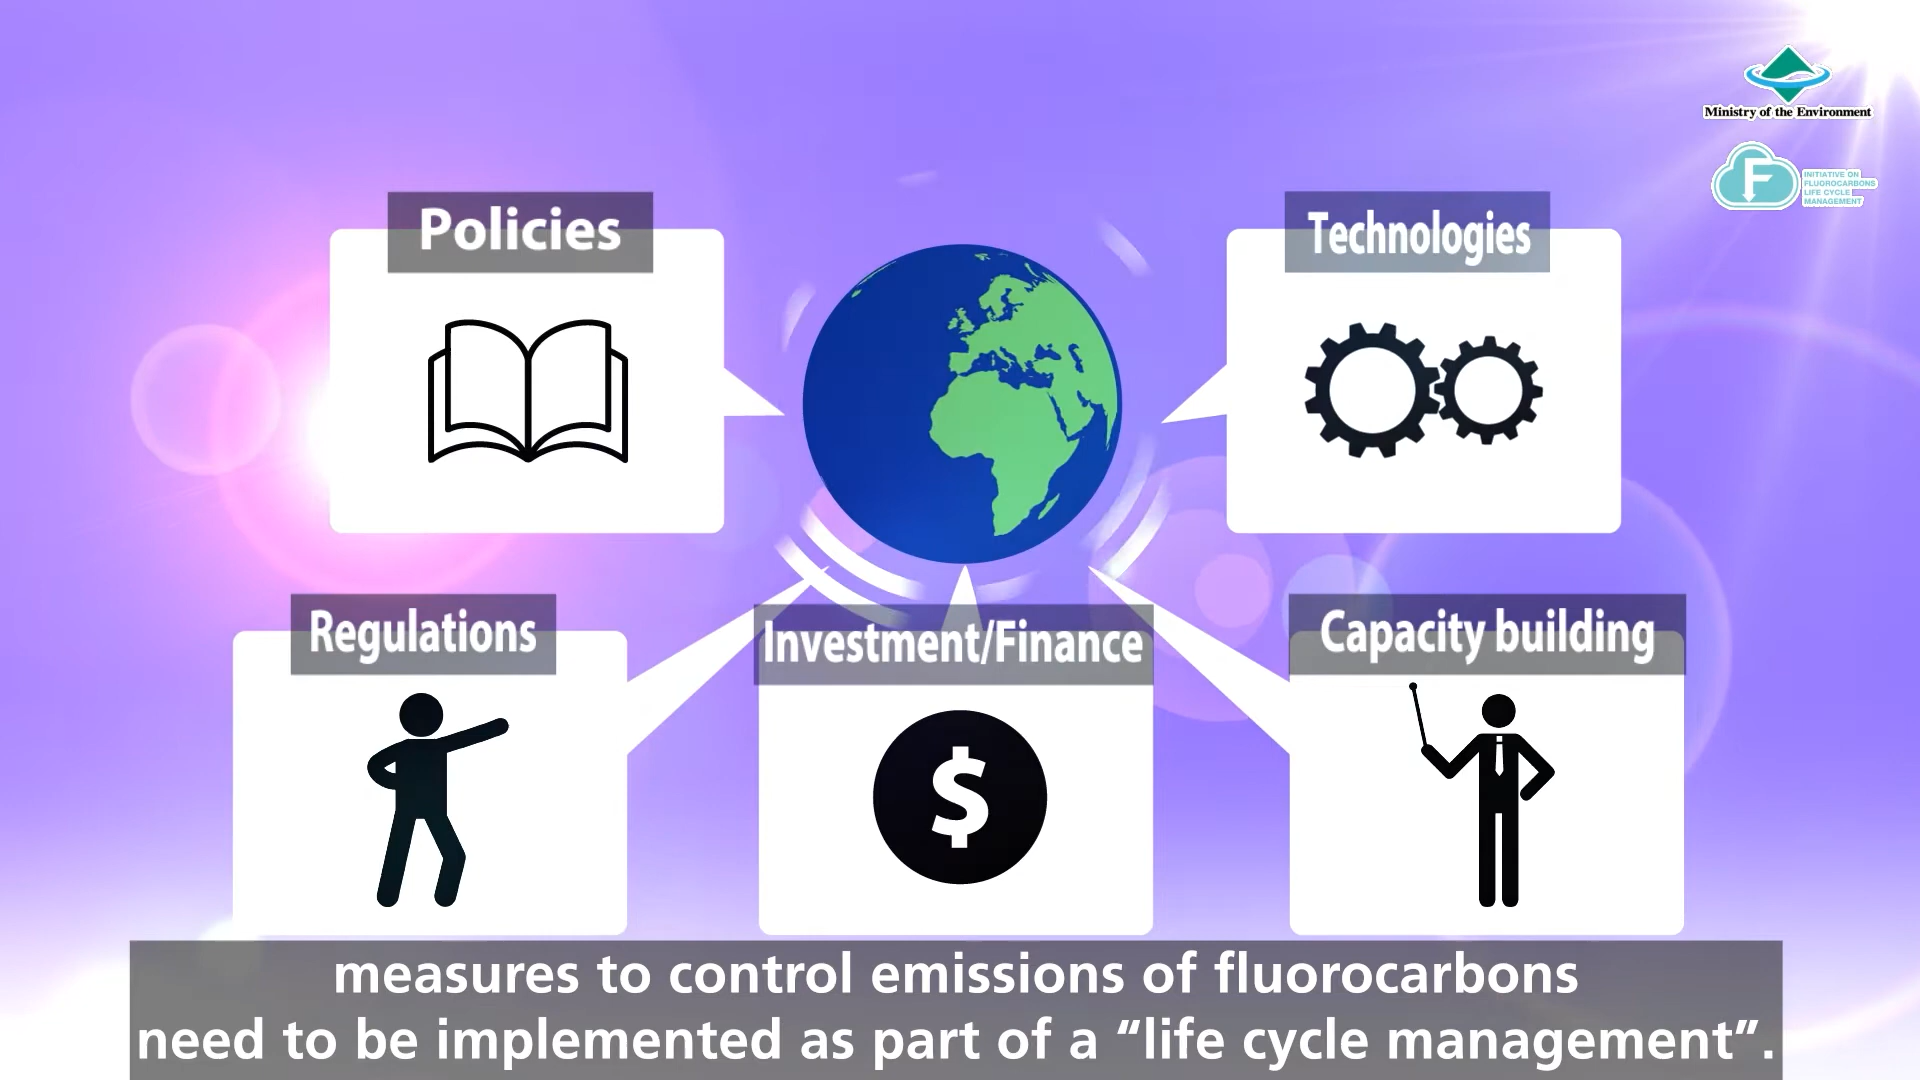 Ministry of the Environment
F
INITIATIVE ON
FLUOROCARBONS
LIFE CYCLE
MANAGEMENT
Policies
Technologies
Regulations
Investment/Finance
$
Capacity building
measures to control emissions of fluorocarbons
need to be implemented as part of a “life cycle management”.